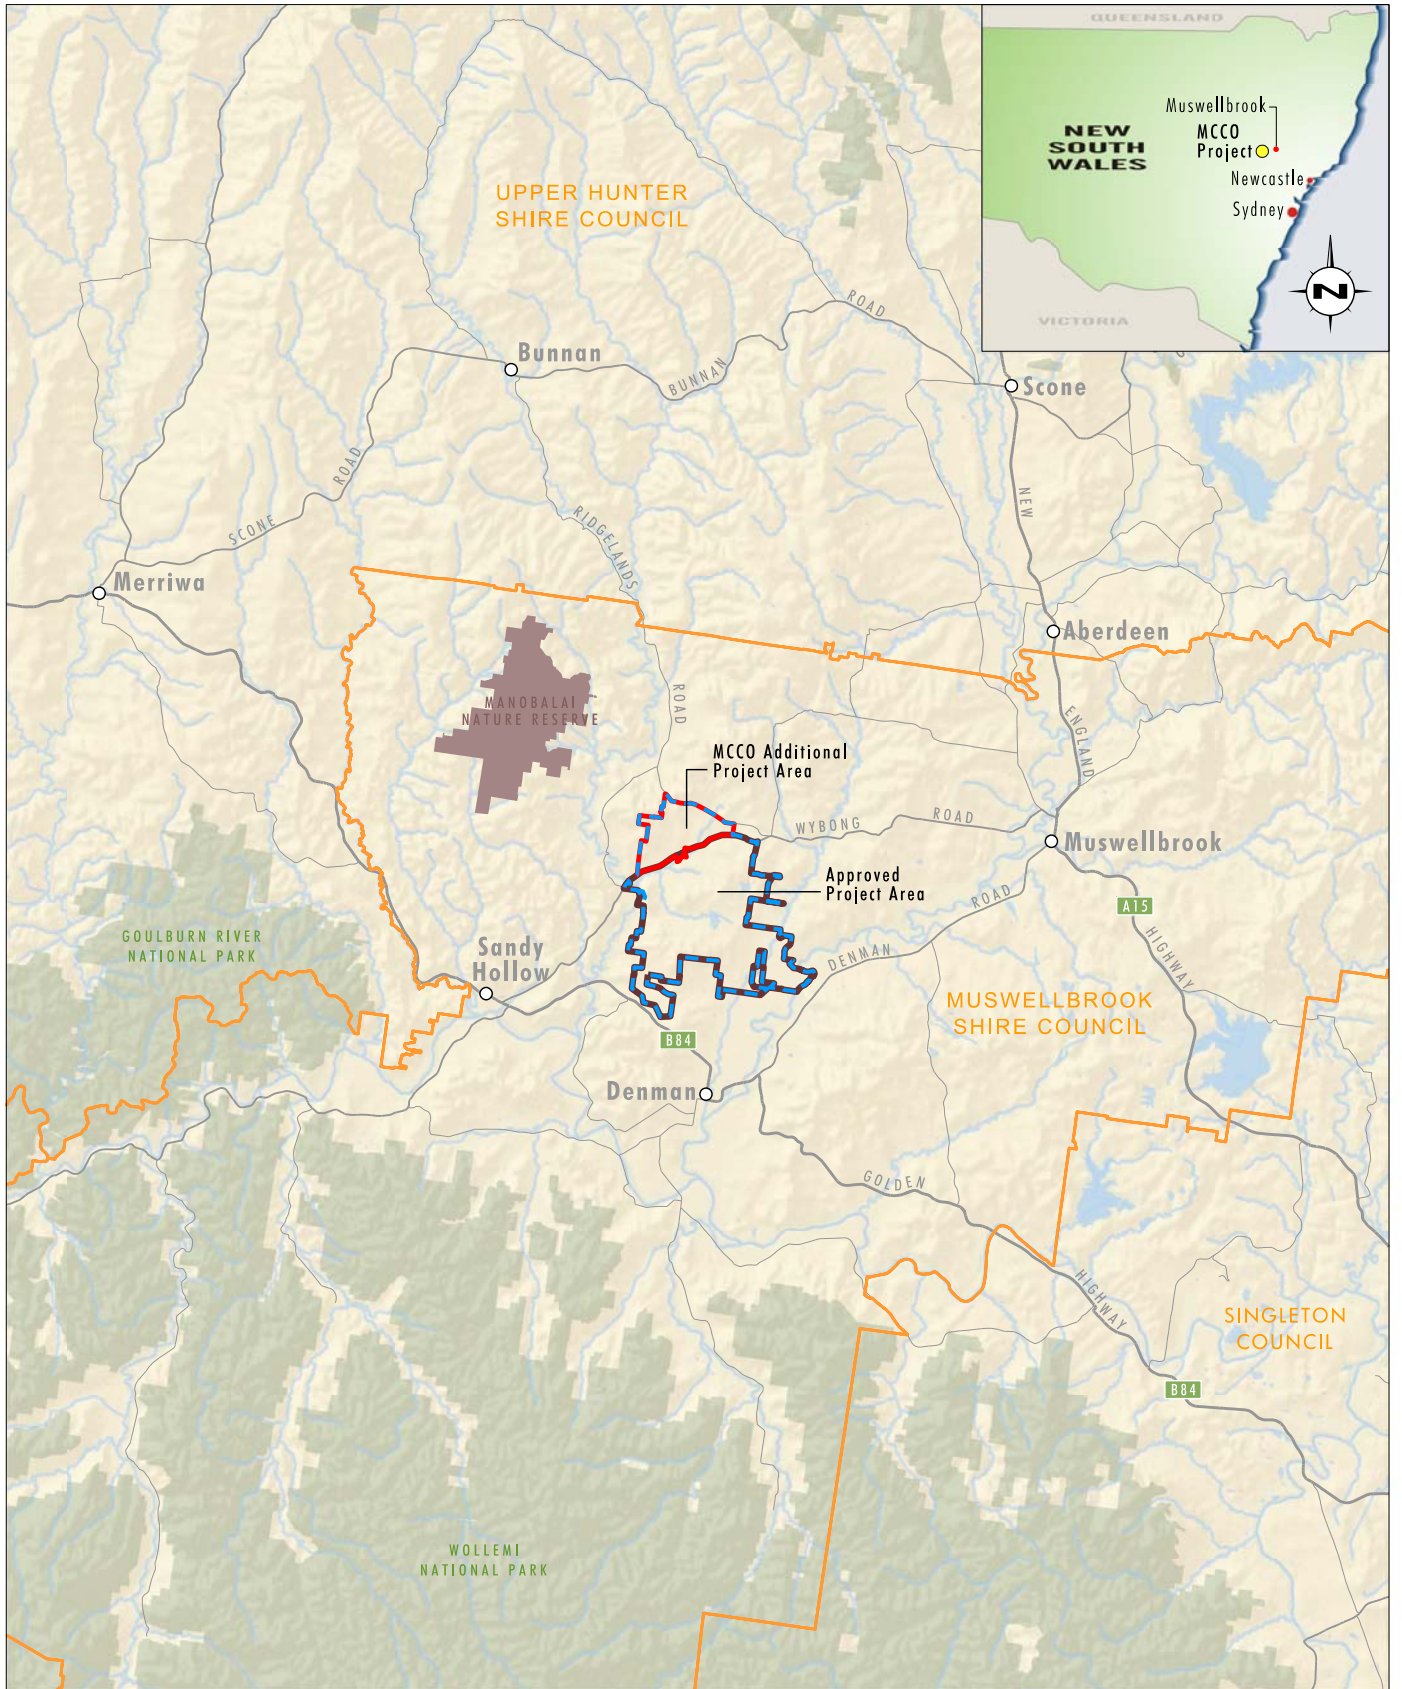 QUEENSLAND
Muswellbrook
MCCO
Project
NEW
SOUTH
WALES
Newcastle
Sydney
N
VICTORIA
UPPER HUNTER
SHIRE COUNCIL
ROAD
Bunnan
BUNNAN
Scone
ROAD
NEW
SCONE
RIDGELANDS
Merriwa
Aberdeen
ROAD
MANOBALAI
NATURE RESERVE
ENGLAND
MCCO Additional
Project Area
WYBONG
ROAD
Muswellbrook
Approved
Project Area
ROAD
A15
HIGHWAY
GOULBURN RIVER
NATIONAL PARK
Sandy
Hollow
DENMAN
MUSWELLBROOK
SHIRE COUNCIL
B84
Denman
GOLDEN
HIGHWAY
SINGLETON
COUNCIL
B84
WOLLEMI
NATIONAL PARK